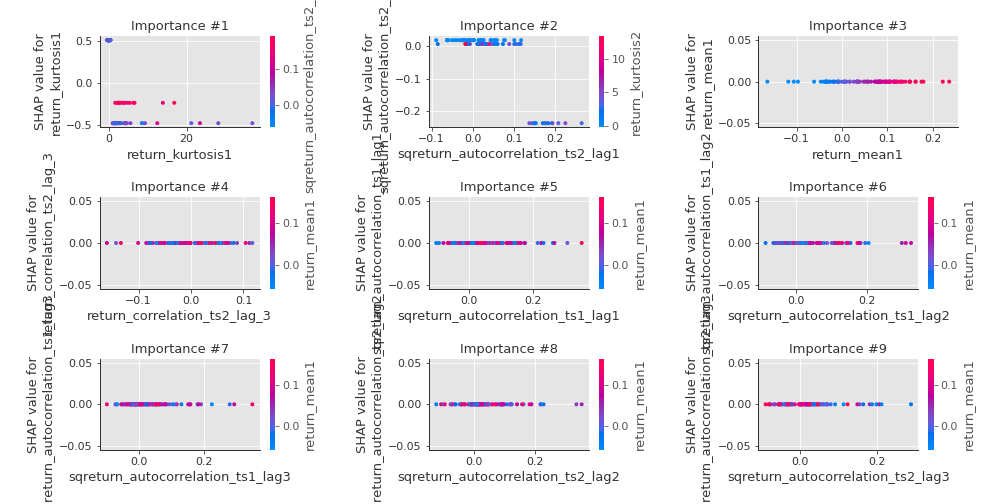 Importance #1
SHAP value for
return_kurtosis1
0.5
0.0
−0.5
0
20
return_kurtosis1
0.1
0.0
sqreturn_autocorrelation_ts2_lag1
Importance #2
SHAP value for
sqreturn_autocorrelation_ts2_lag1
0.0
−0.1
−0.2
−0.1
0.0
0.1
0.2
sqreturn_autocorrelation_ts2_lag1
10
5
0
return_kurtosis2
Importance #3
SHAP value for
return_mean1
0.05
0.00
−0.05
−0.1
0.0
0.1
0.2
return_mean1
Importance #4
SHAP value for
return_correlation_ts2_lag_3
0.05
0.00
−0.05
−0.1
0.0
0.1
return_correlation_ts2_lag_3
0.1
0.0
return_mean1
Importance #5
SHAP value for
sqreturn_autocorrelation_ts1_lag1
0.05
0.00
−0.05
0.0
0.2
sqreturn_autocorrelation_ts1_lag1
0.1
0.0
return_mean1
Importance #6
SHAP value for
sqreturn_autocorrelation_ts1_lag2
0.05
0.00
−0.05
0.0
0.2
sqreturn_autocorrelation_ts1_lag2
0.1
0.0
return_mean1
Importance #7
SHAP value for
sqreturn_autocorrelation_ts1_lag3
0.05
0.00
−0.05
0.0
0.2
sqreturn_autocorrelation_ts1_lag3
0.1
0.0
return_mean1
Importance #8
SHAP value for
sqreturn_autocorrelation_ts2_lag2
0.05
0.00
−0.05
0.0
0.2
sqreturn_autocorrelation_ts2_lag2
0.1
0.0
return_mean1
Importance #9
SHAP value for
sqreturn_autocorrelation_ts2_lag3
0.05
0.00
−0.05
0.0
0.2
sqreturn_autocorrelation_ts2_lag3
0.1
0.0
return_mean1